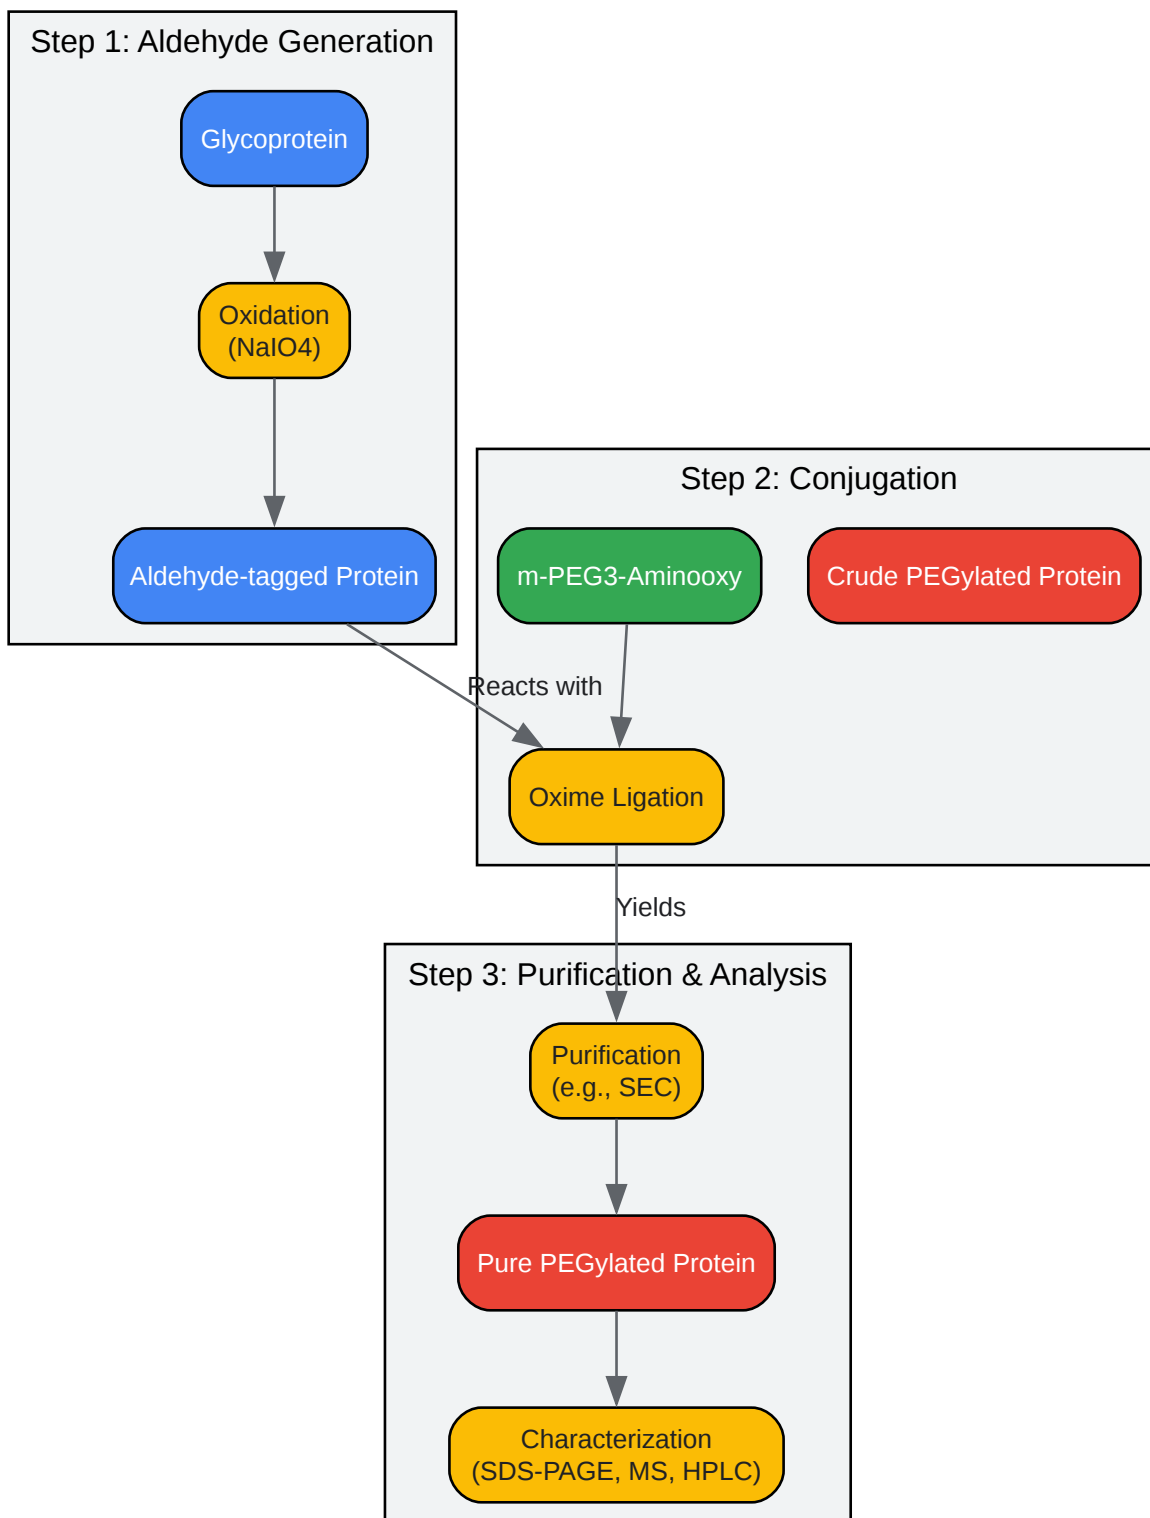 Step 1: Aldehyde Generation
Glycoprotein
Oxidation
(NaIO4)
Aldehyde-tagged Protein
Step 2: Conjugation
m-PEG3-Aminooxy
Crude PEGylated Protein
Reacts with
Oxime Ligation
Yields
Step 3: Purification & Analysis
Purification
(e.g., SEC)
Pure PEGylated Protein
Characterization
(SDS-PAGE, MS, HPLC)